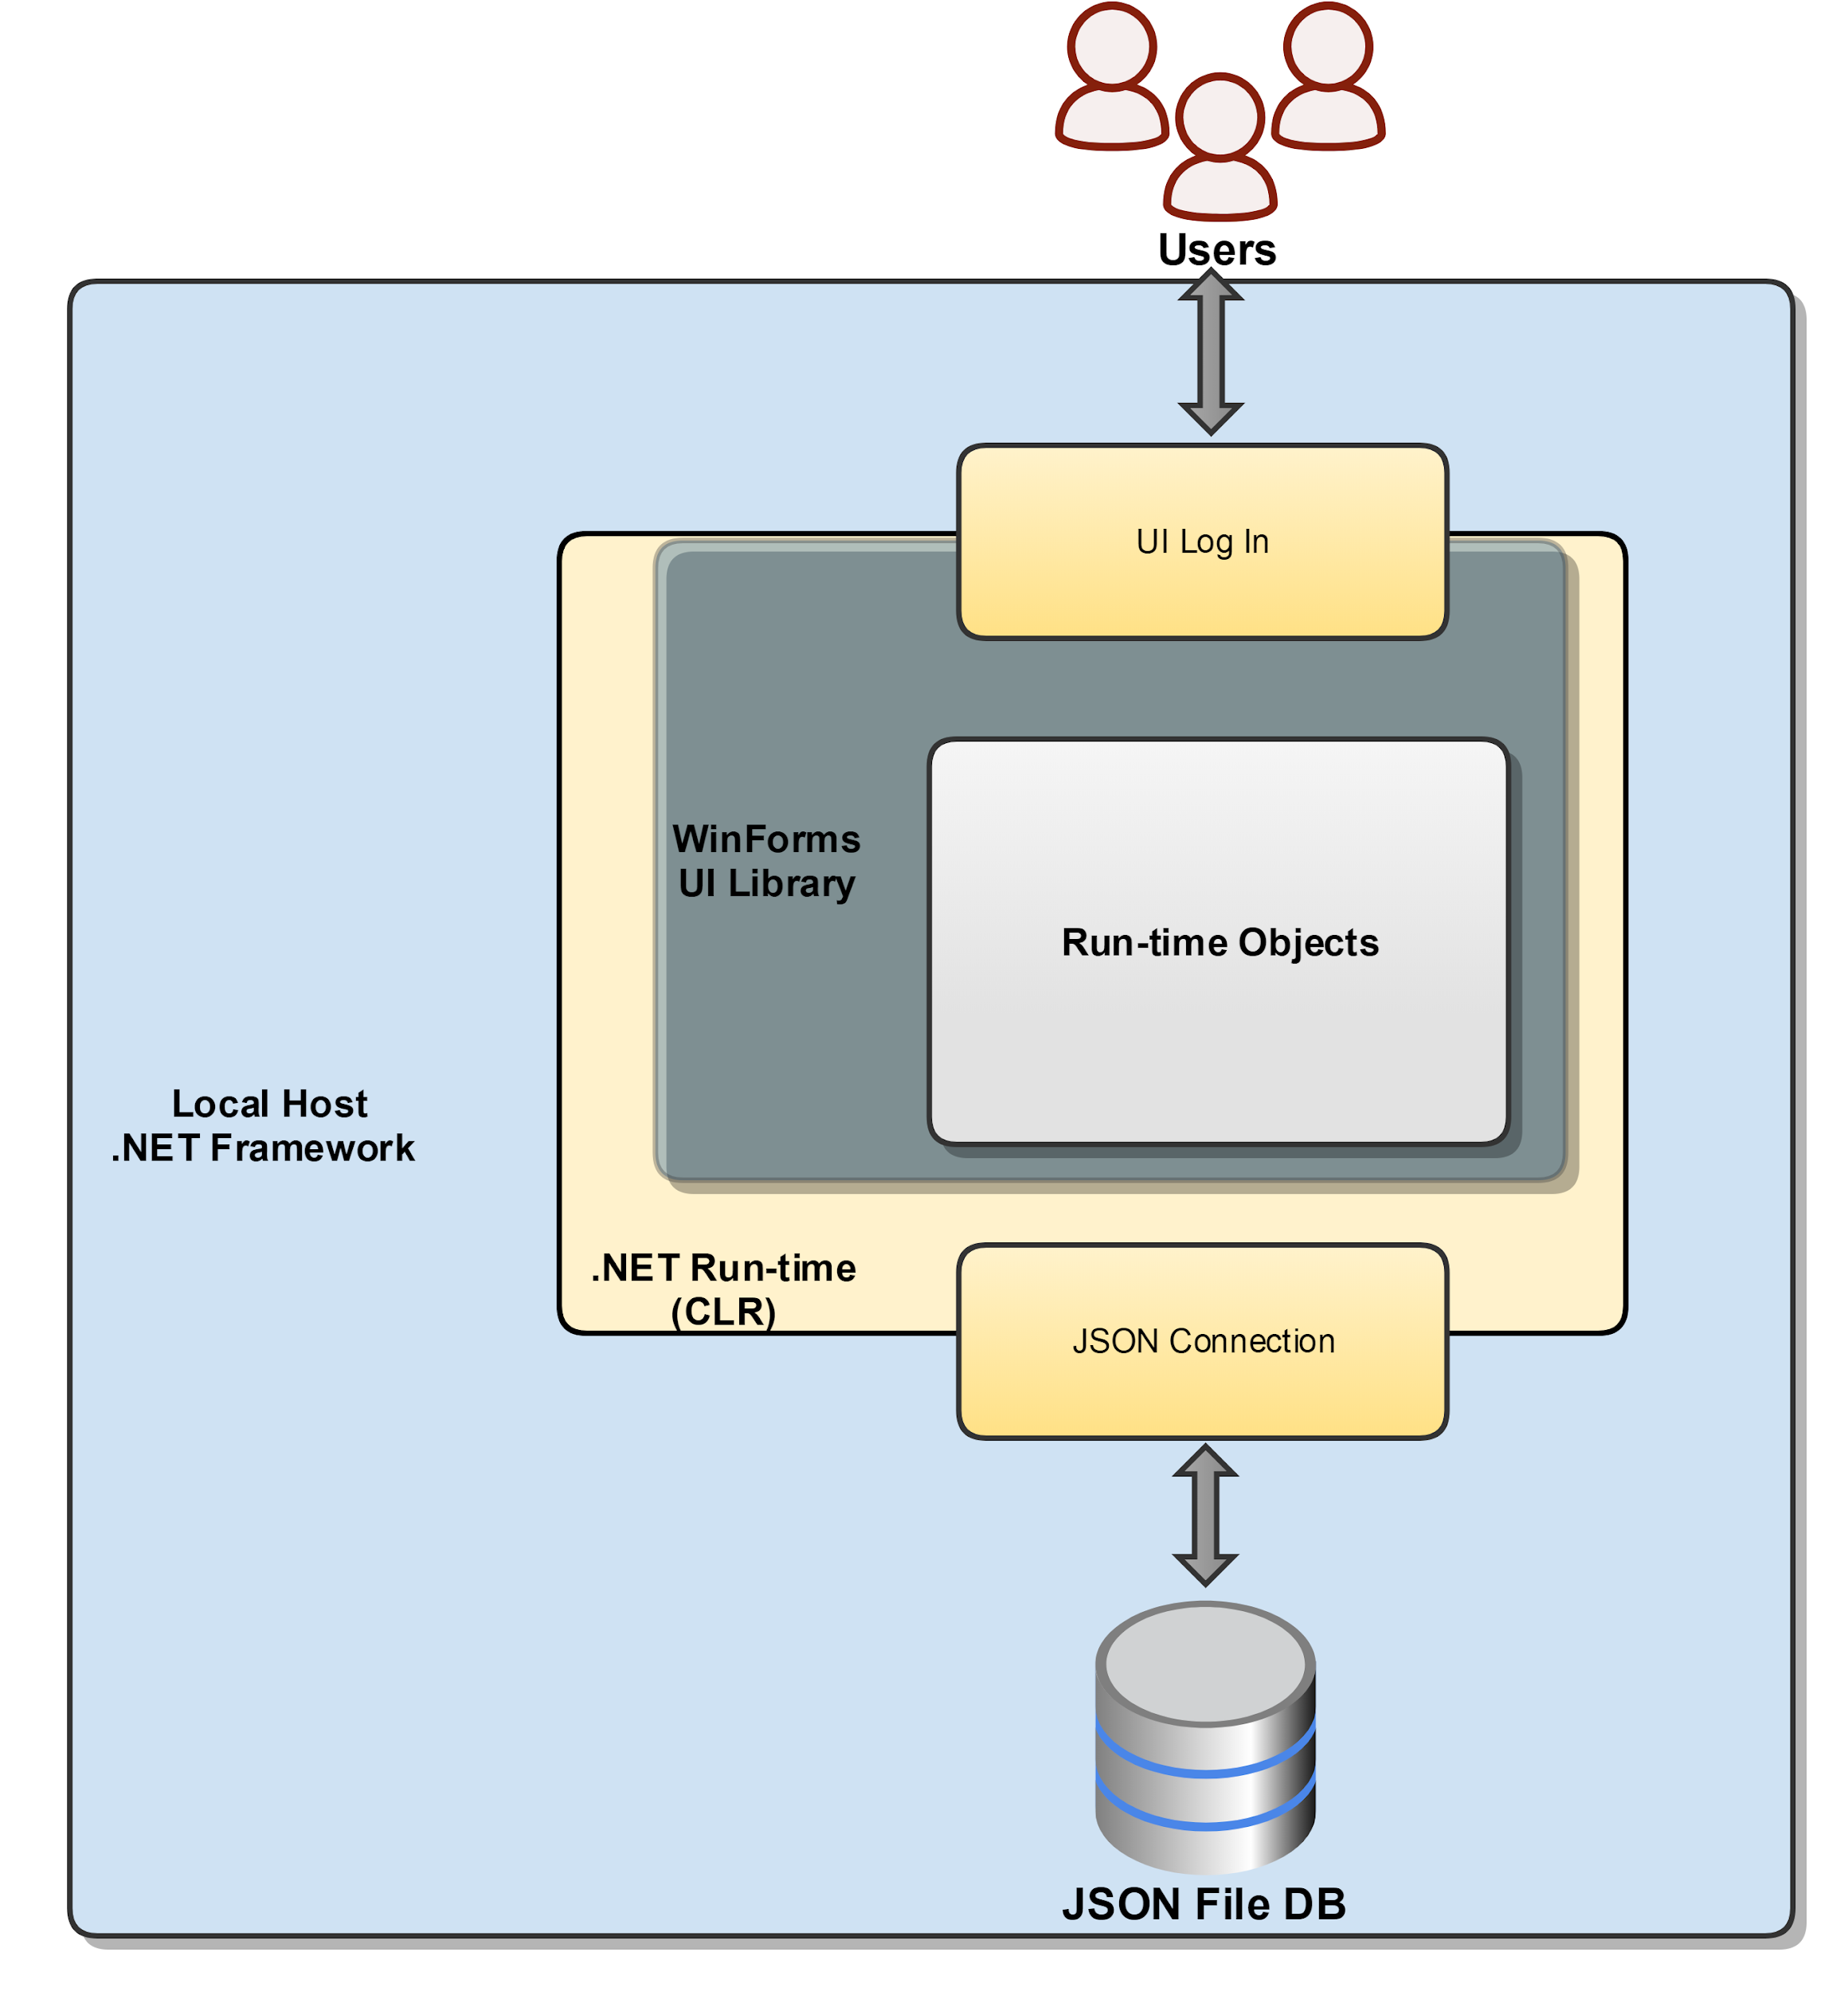 Users
UI Log In
WinForms
UI Library
Run-time Objects
Local Host
.NET Framework
.NET Run-time
(CLR)
JSON Connection
JSON File DB